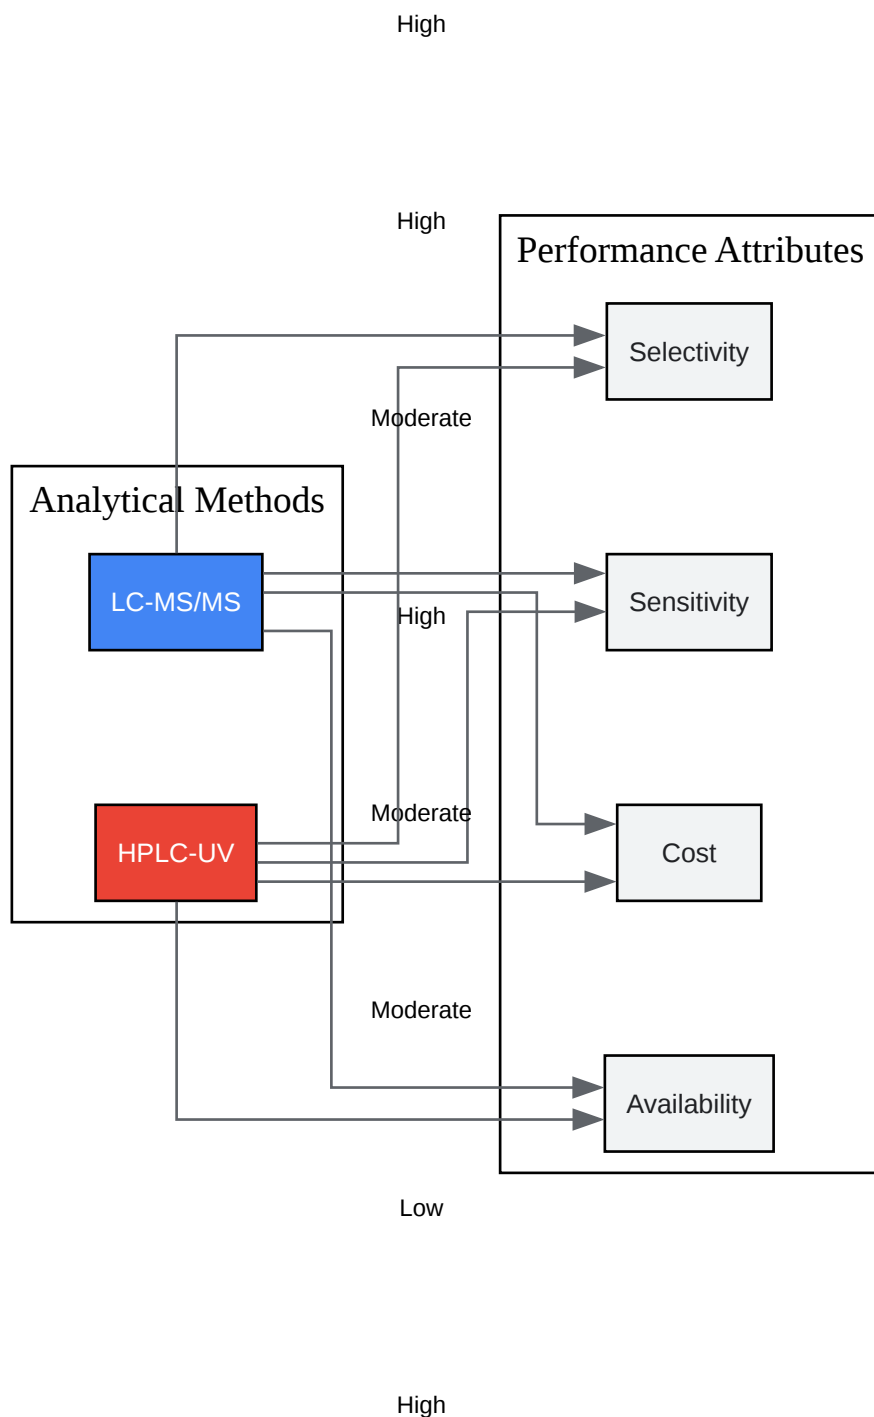 High
High
Performance Attributes
Selectivity
Moderate
Analytical Methods
LC-MS/MS
High
Sensitivity
Moderate
HPLC-UV
Cost
Moderate
Availability
Low
High